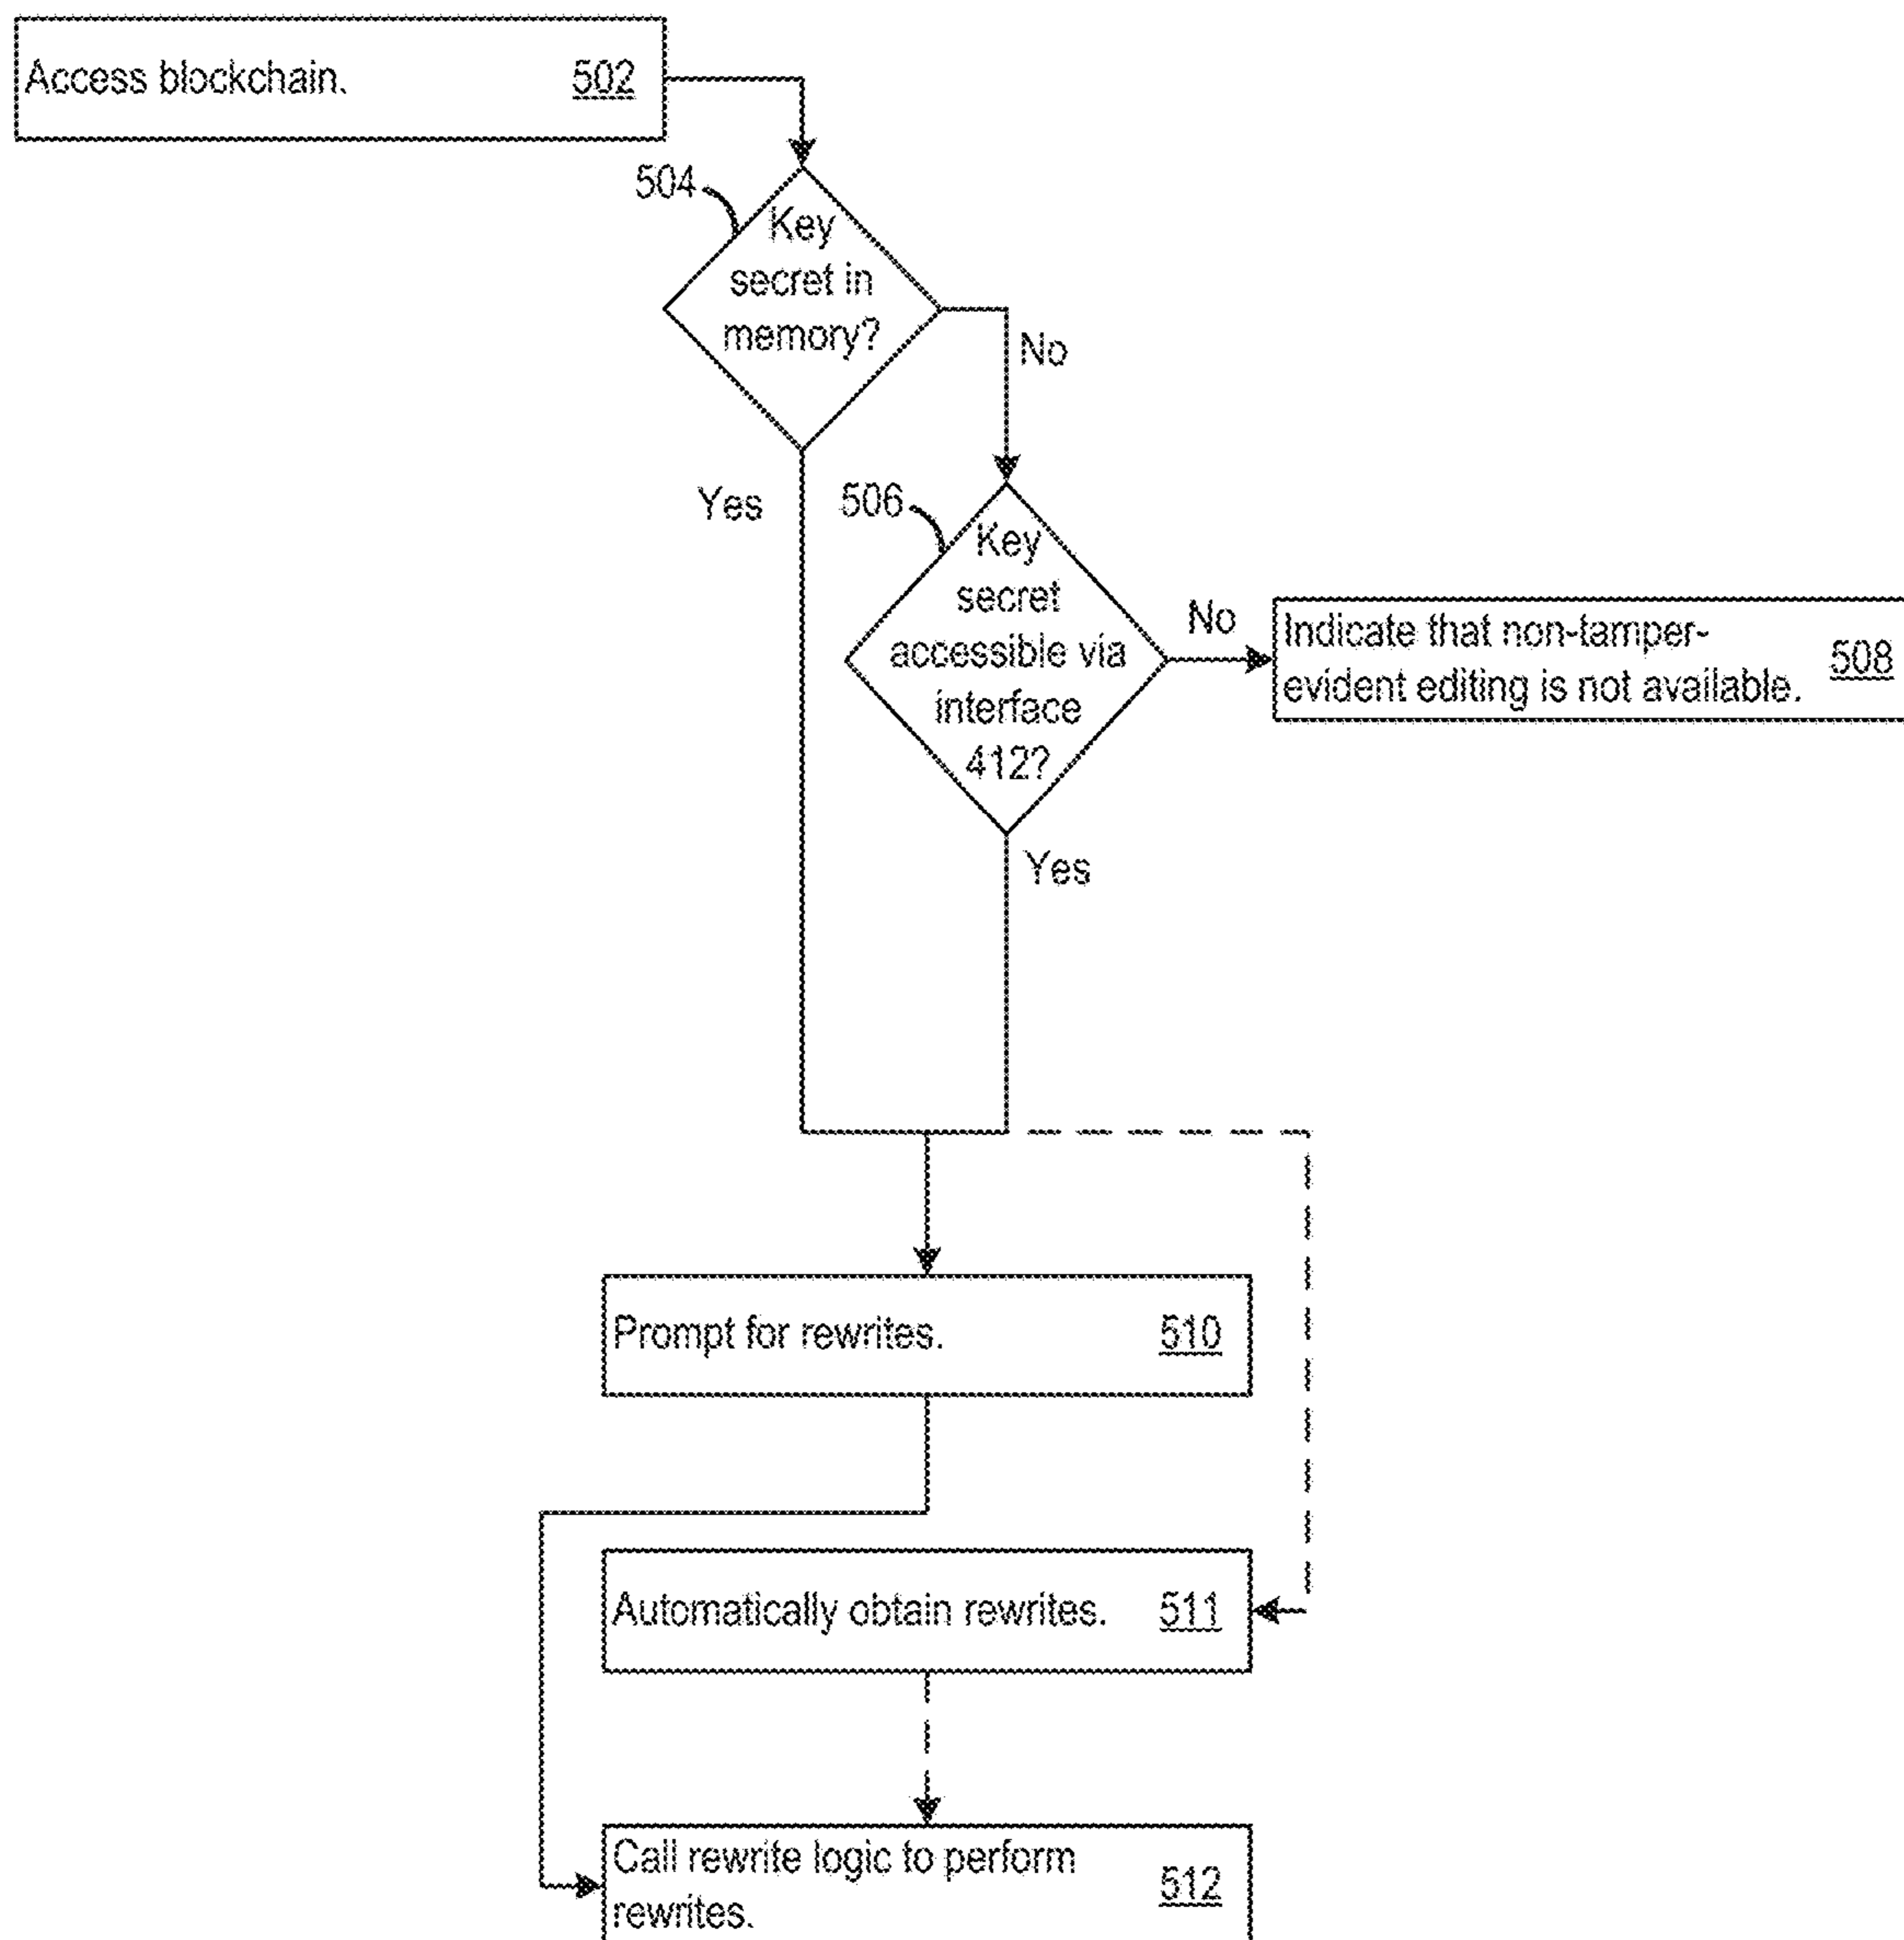 Access blockchain. 502
504
Key
secret in
memory?
No
Yes
506
Key
secret
accessible via
interface
412?
No
Indicate that non-tamper-
evident editing is not available. 508
Yes
Prompt for rewrites. 510
Automatically obtain rewrites. 511
Call rewrite logic to perform
rewrites. 512